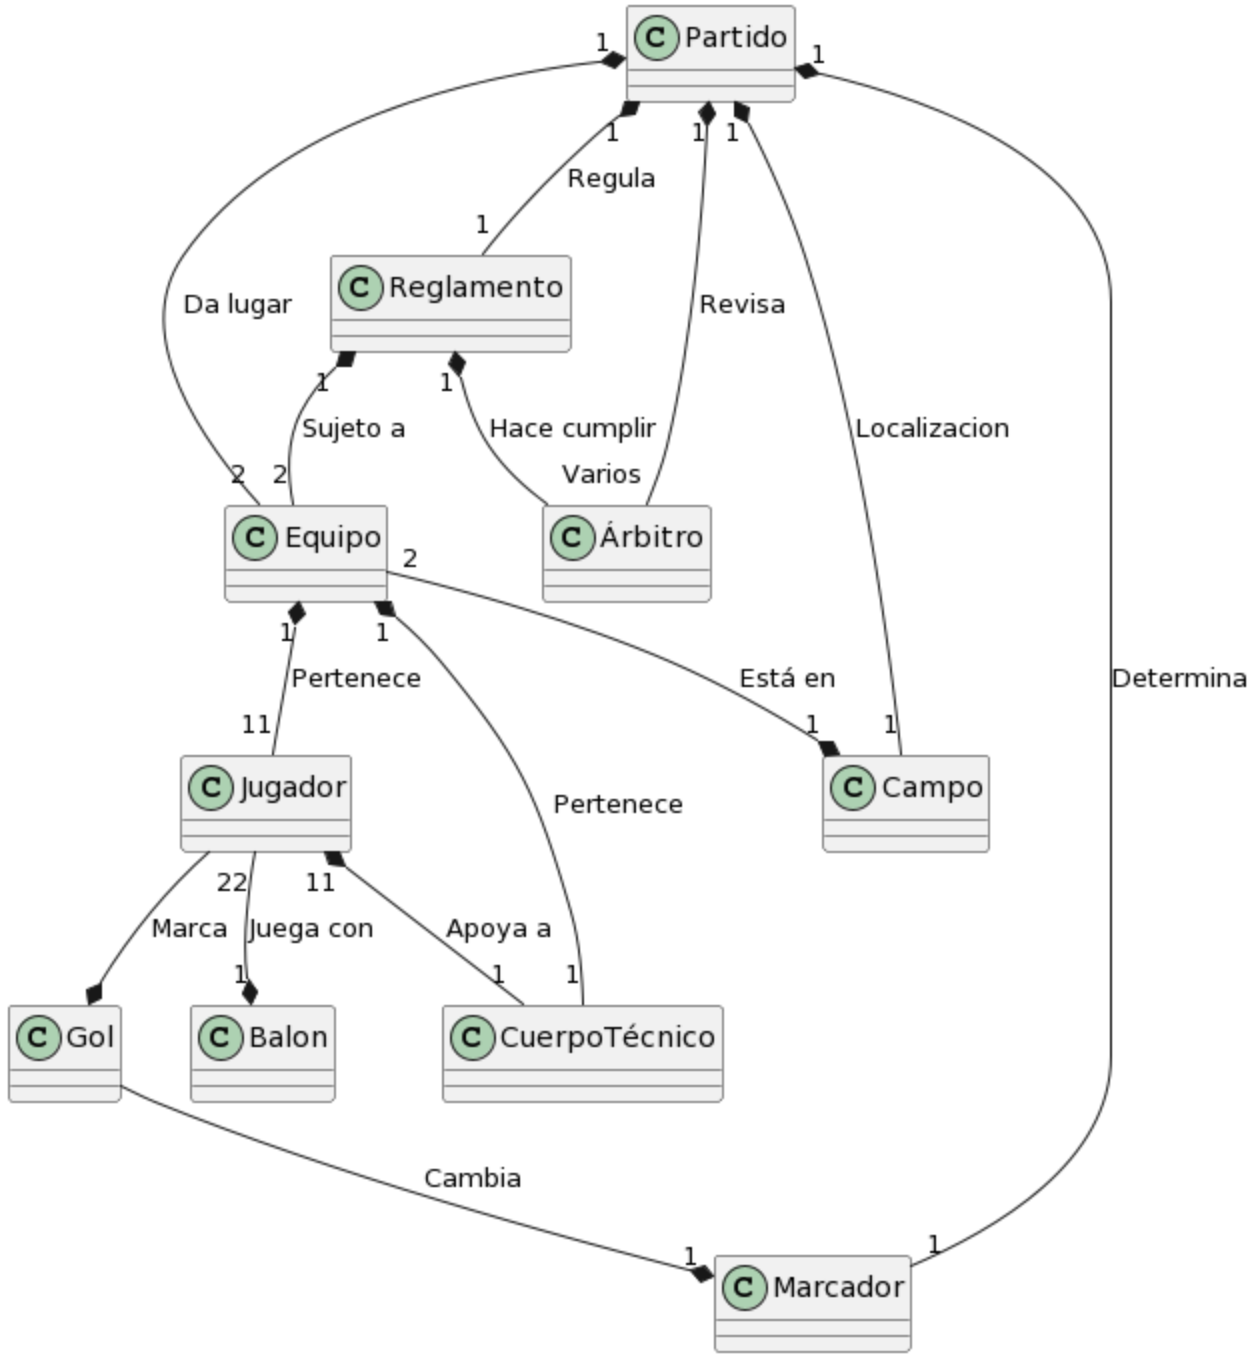 C Partido
1
1
1
1
1
Regula
1
C Reglamento
Da lugar
Revisa
1
1
Sujeto a
Hace cumplir
Localizacion
2
2
Varios
C Equipo
C Árbitro
2
1
1
Pertenece
Está en
Determina
11
1
1
C Jugador
Pertenece
C Campo
22
11
Marca
Juega con
Apoya a
1
1
1
C Gol
C Balon
C CuerpoTécnico
Cambia
1
1
C Marcador